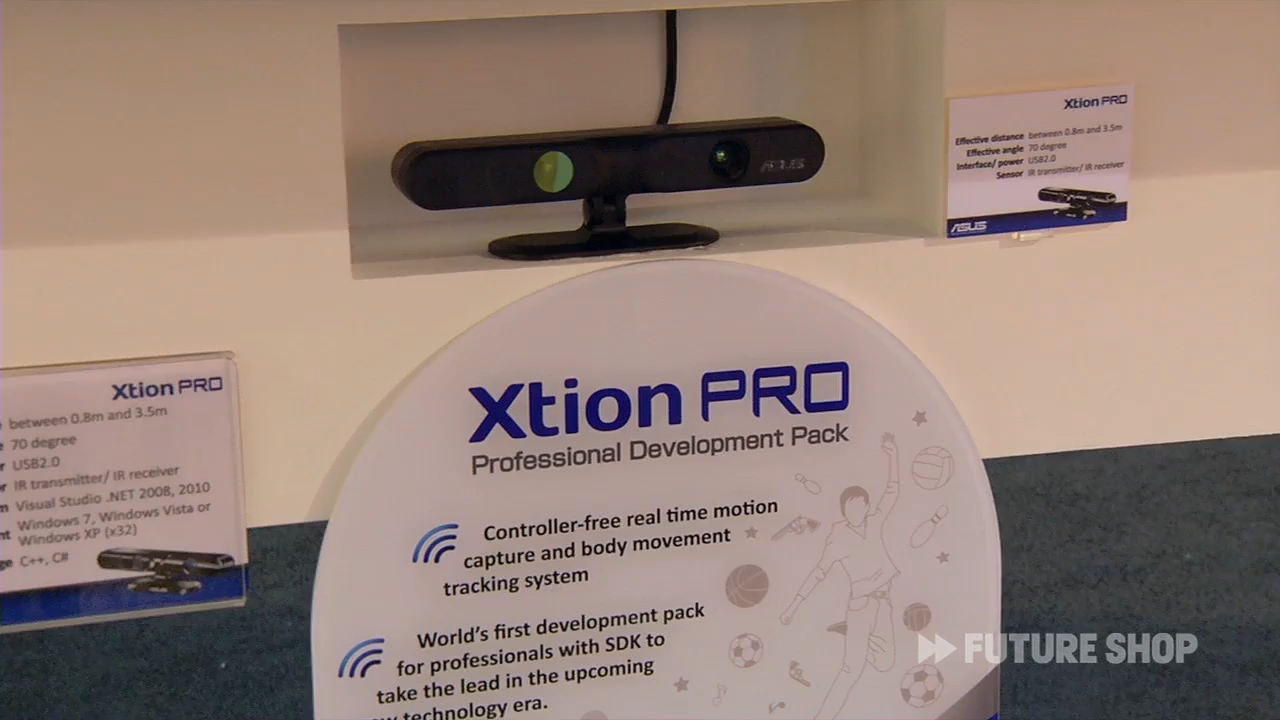 ASUS
Xtion PRO
Effective distance between 0.8m and 3.5m
Effective angle 70 degree
Interface/ power USB2.0
Sensor IR transmitter/ IR receiver
ASUS
Xtion PRO
between 0.8m and 3.5m
70 degree
USB2.0
IR transmitter/ IR receiver
Visual Studio .NET 2008, 2010
Windows 7, Windows Vista or
Windows XP (x32)
C++, C#
Xtion PRO
Professional Development Pack
Controller-free real time motion
capture and body movement
tracking system
World's first development pack
for professionals with SDK to
take the lead in the upcoming
technology era.
FUTURE SHOP